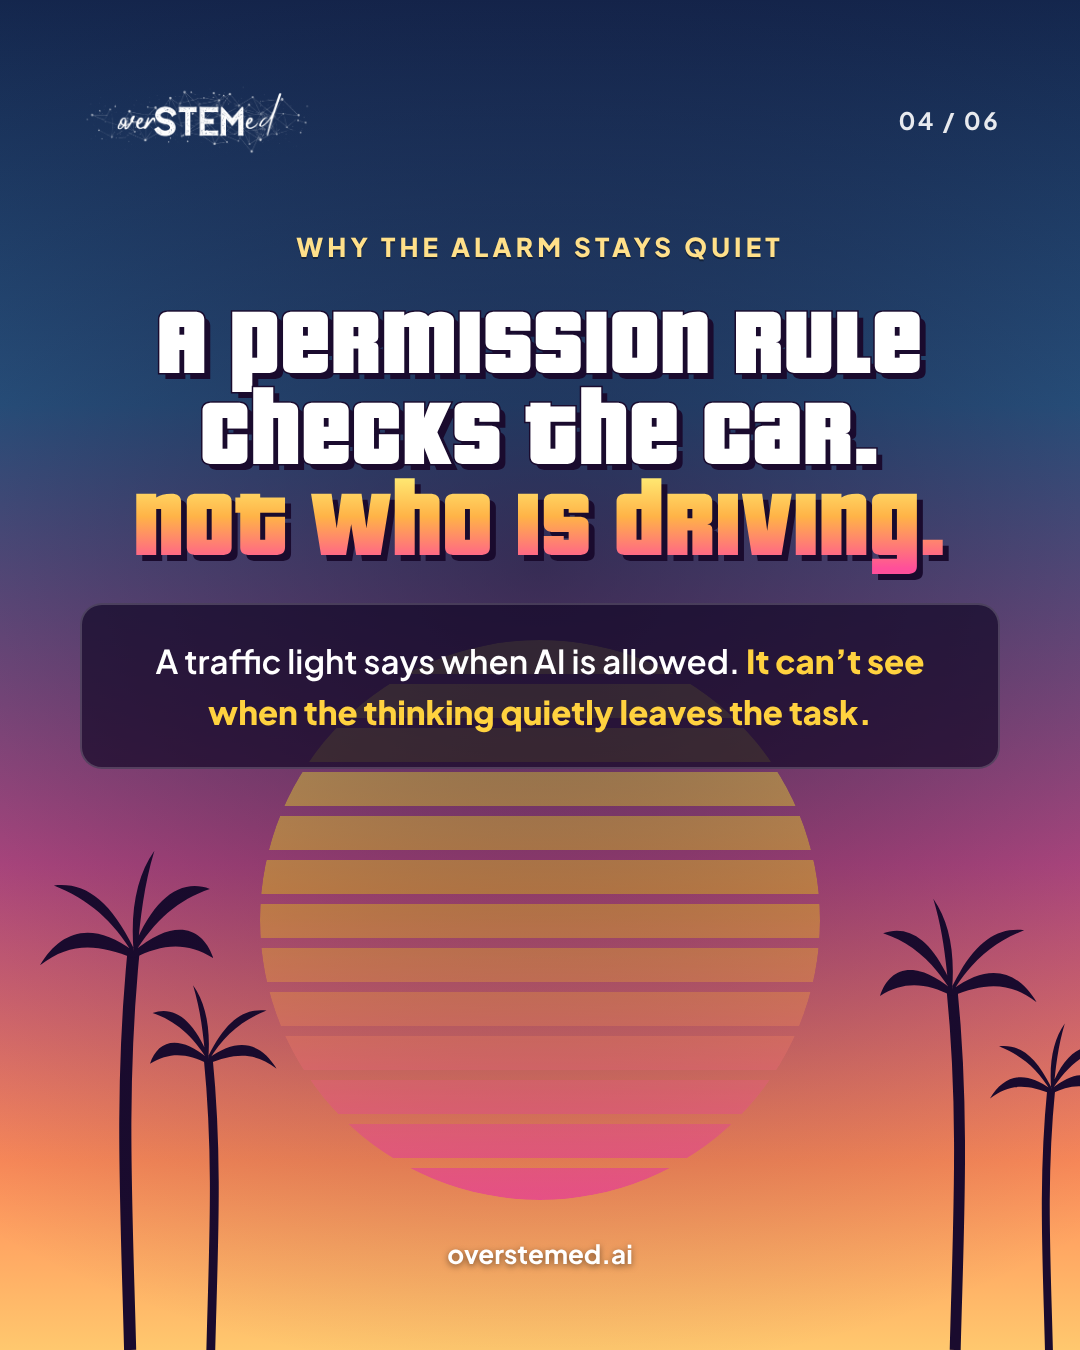 overSTEMed
04 / 06
WHY THE ALARM STAYS QUIET
A permission rule
checks the car.
not who is driving.
A traffic light says when AI is allowed. It can’t see
when the thinking quietly leaves the task.
overstemed.ai